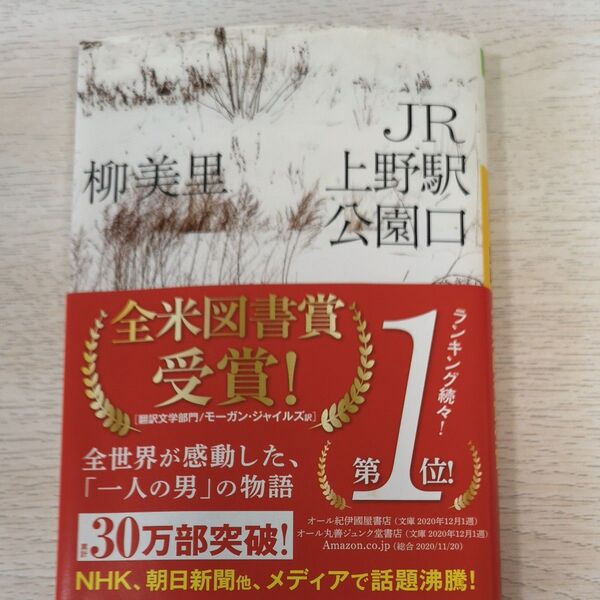 JR
上野駅
公園口
柳美里
全米図書賞
受賞!
[翻訳文学部門/モーガン・ジャイルズ訳]
全世界が感動した、
「一人の男」の物語
累計30万部突破!
ランキング続々!
第1位!
オール紀伊國屋書店(文庫 2020年12月1週)
オール丸善ジュンク堂書店(文庫 2020年12月1週)
Amazon.co.jp(総合 2020/11/20)
NHK、朝日新聞他、メディアで話題沸騰!